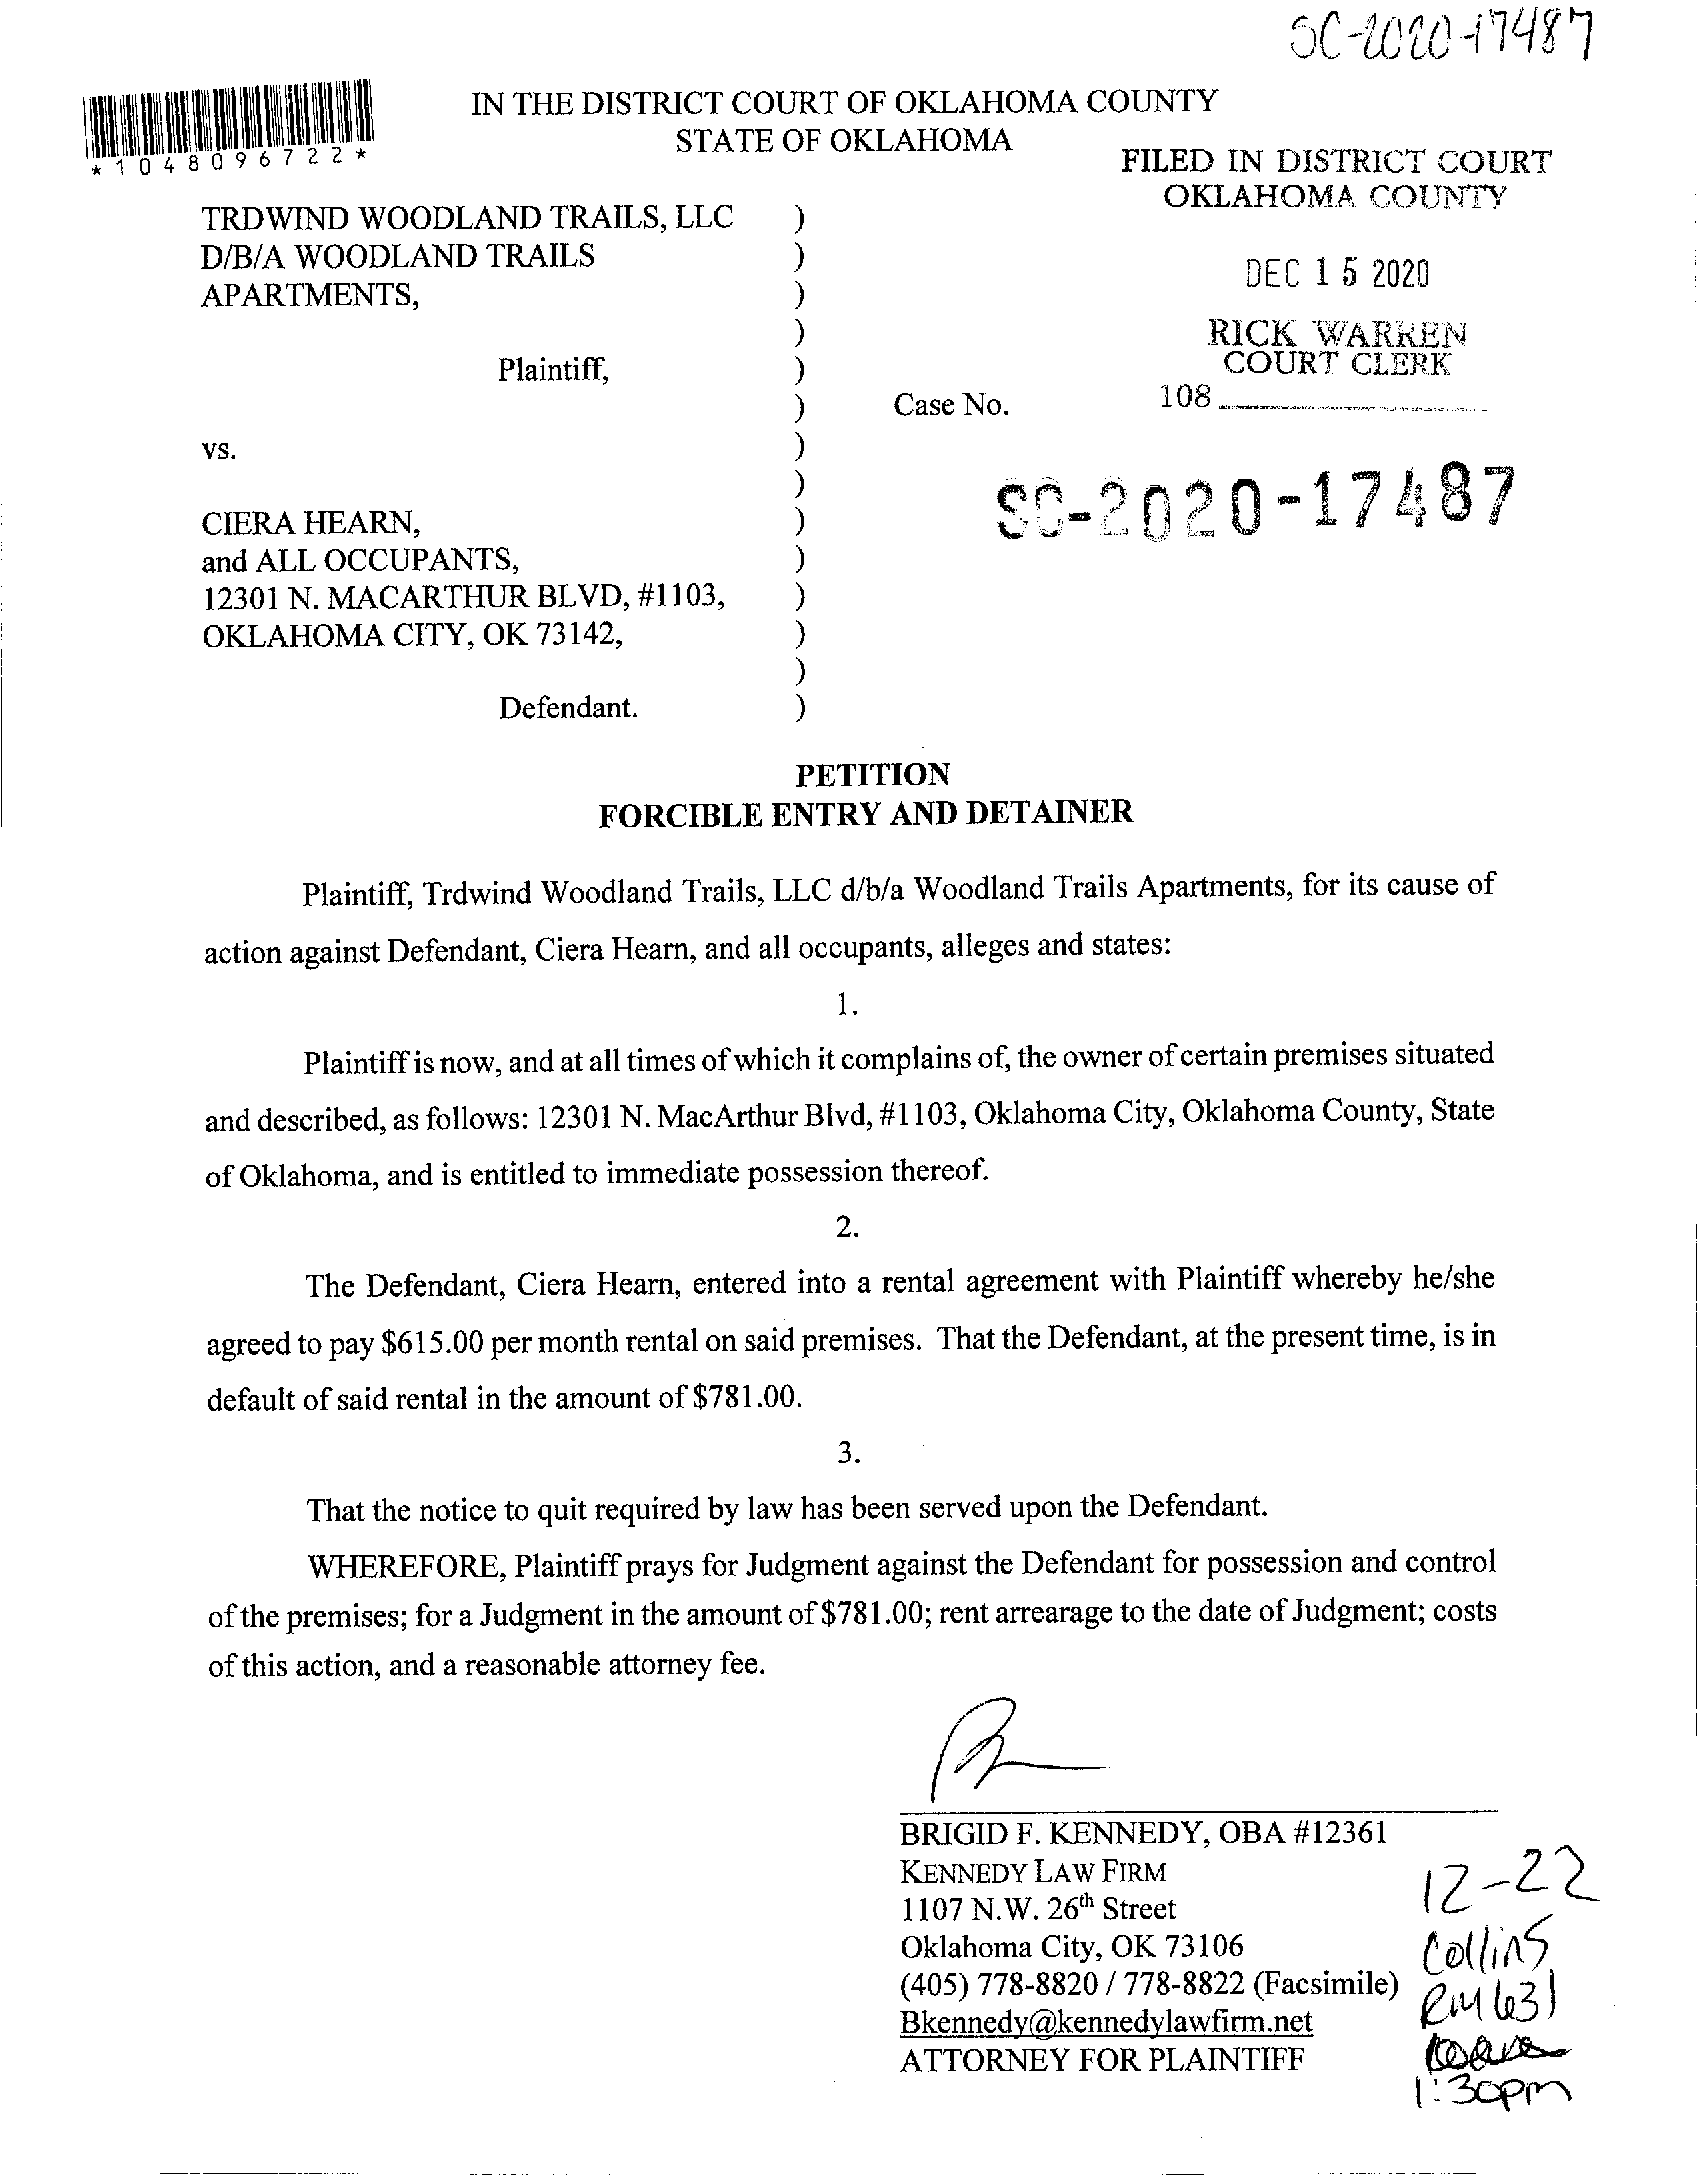 SC-2020-17487
IN THE DISTRICT COURT OF OKLAHOMA COUNTY
STATE OF OKLAHOMA
*1048096722*
FILED IN DISTRICT COURT
OKLAHOMA COUNTY
TRDWIND WOODLAND TRAILS, LLC )
D/B/A WOODLAND TRAILS )
APARTMENTS, )
)
DEC 15 2020
RICK WARREN
COURT CLERK
108
Plaintiff, )
) Case No.
vs. )
)
SC-2020-17487
CIERA HEARN, )
and ALL OCCUPANTS, )
12301 N. MACARTHUR BLVD, #1103, )
OKLAHOMA CITY, OK 73142, )
)
Defendant. )
PETITION
FORCIBLE ENTRY AND DETAINER
Plaintiff, Trdwind Woodland Trails, LLC d/b/a Woodland Trails Apartments, for its cause of
action against Defendant, Ciera Hearn, and all occupants, alleges and states:
1.
Plaintiff is now, and at all times of which it complains of, the owner of certain premises situated
and described, as follows: 12301 N. MacArthur Blvd, #1103, Oklahoma City, Oklahoma County, State
of Oklahoma, and is entitled to immediate possession thereof.
2.
The Defendant, Ciera Hearn, entered into a rental agreement with Plaintiff whereby he/she
agreed to pay $615.00 per month rental on said premises. That the Defendant, at the present time, is in
default of said rental in the amount of $781.00.
3.
That the notice to quit required by law has been served upon the Defendant.
WHEREFORE, Plaintiff prays for Judgment against the Defendant for possession and control
of the premises; for a Judgment in the amount of $781.00; rent arrearage to the date of Judgment; costs
of this action, and a reasonable attorney fee.
BRIGID F. KENNEDY, OBA #12361
KENNEDY LAW FIRM
1107 N.W. 26th Street
Oklahoma City, OK 73106
(405) 778-8820 / 778-8822 (Facsimile)
Bkennedy@kennedylawfirm.net
ATTORNEY FOR PLAINTIFF
12-22
Collins
RM 631
1:30pm